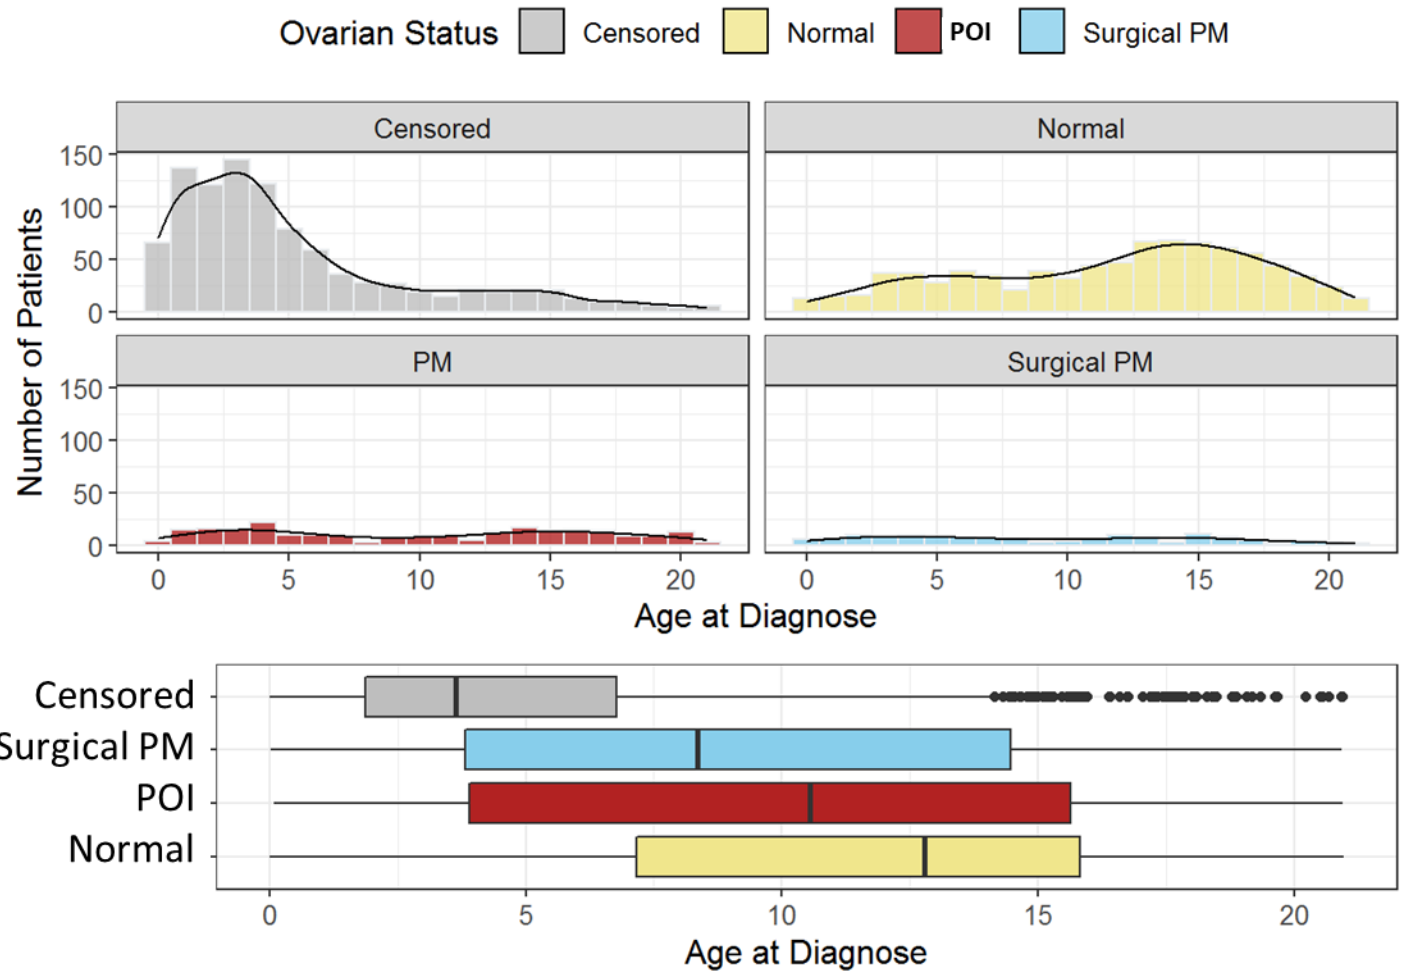 Ovarian Status Censored Normal POI Surgical PM
Censored Normal
150
100
50
0
Number of Patients
PM Surgical PM
150
100
50
0
0 5 10 15 20 0 5 10 15 20
Age at Diagnose
Censored
Surgical PM
POI
Normal
0 5 10 15 20
Age at Diagnose